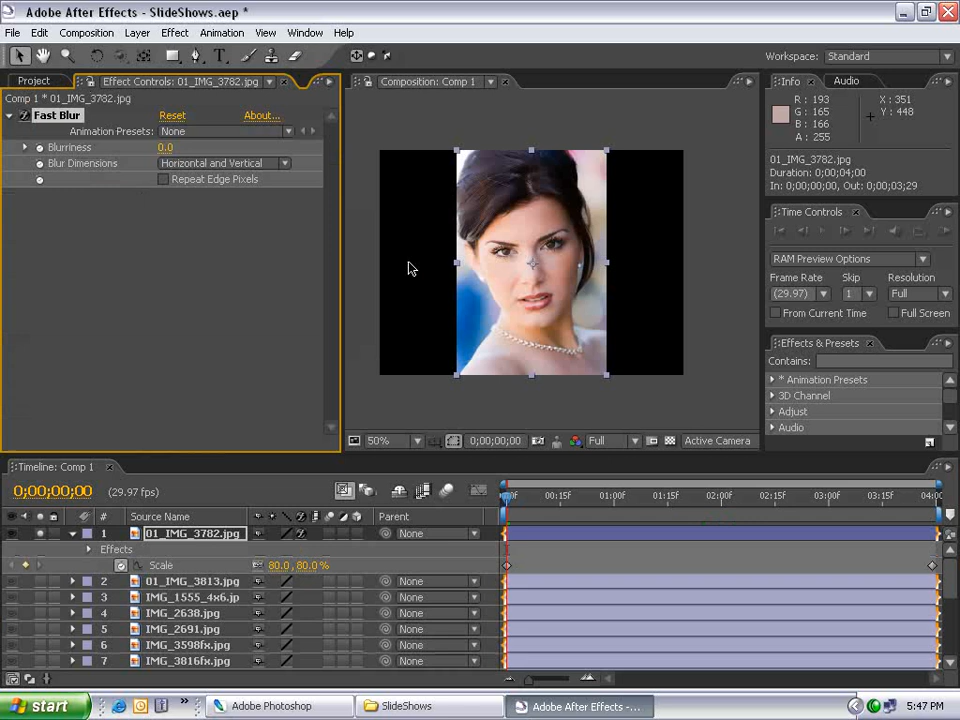 Adobe After Effects - SlideShows.aep *
File Edit Composition Layer Effect Animation View Window Help
Workspace: Standard
Project
Effect Controls: 01_IMG_3782.jpg
Comp 1 * 01_IMG_3782.jpg
Fast Blur Reset About...
Animation Presets: None
Blurriness 0.0
Blur Dimensions Horizontal and Vertical
Repeat Edge Pixels
Composition: Comp 1
50% 0;00;00;00 Full Active Camera
Info Audio
R: 193 X: 351
G: 165 Y: 448
B: 166
A: 255
01_IMG_3782.jpg
Duration: 0;00;04;00
In: 0;00;00;00, Out: 0;00;03;29
Time Controls
RAM Preview Options
Frame Rate Skip Resolution
(29.97) 1 Full
From Current Time Full Screen
Effects & Presets
Contains:
* Animation Presets
3D Channel
Adjust
Audio
Timeline: Comp 1
0;00;00;00 (29.97 fps)
00:15f 01:00f 01:15f 02:00f 02:15f 03:00f 03:15f 04:00
# Source Name Parent
1 01_IMG_3782.jpg None
Effects
Scale 80.0, 80.0 %
2 01_IMG_3813.jpg None
3 IMG_1555_4x6.jp None
4 IMG_2638.jpg None
5 IMG_2691.jpg None
6 IMG_3598fx.jpg None
7 IMG_3816fx.jpg None
start Adobe Photoshop SlideShows Adobe After Effects -... 5:47 PM